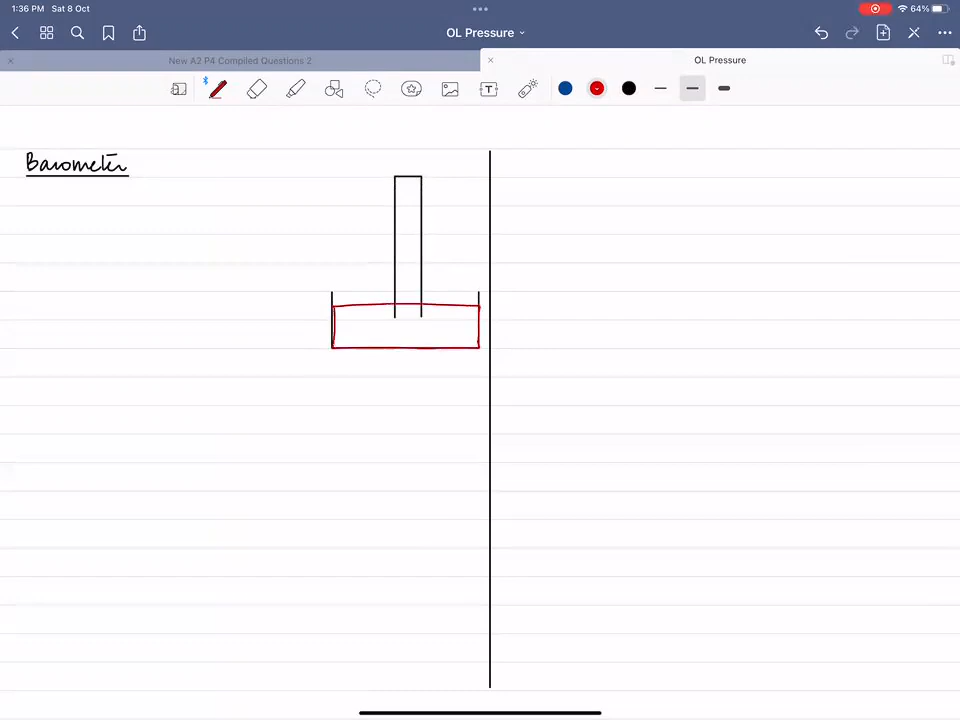 1:36 PM Sat 8 Oct
64%
OL Pressure
New A2 P4 Compiled Questions 2
OL Pressure
T
Barometer